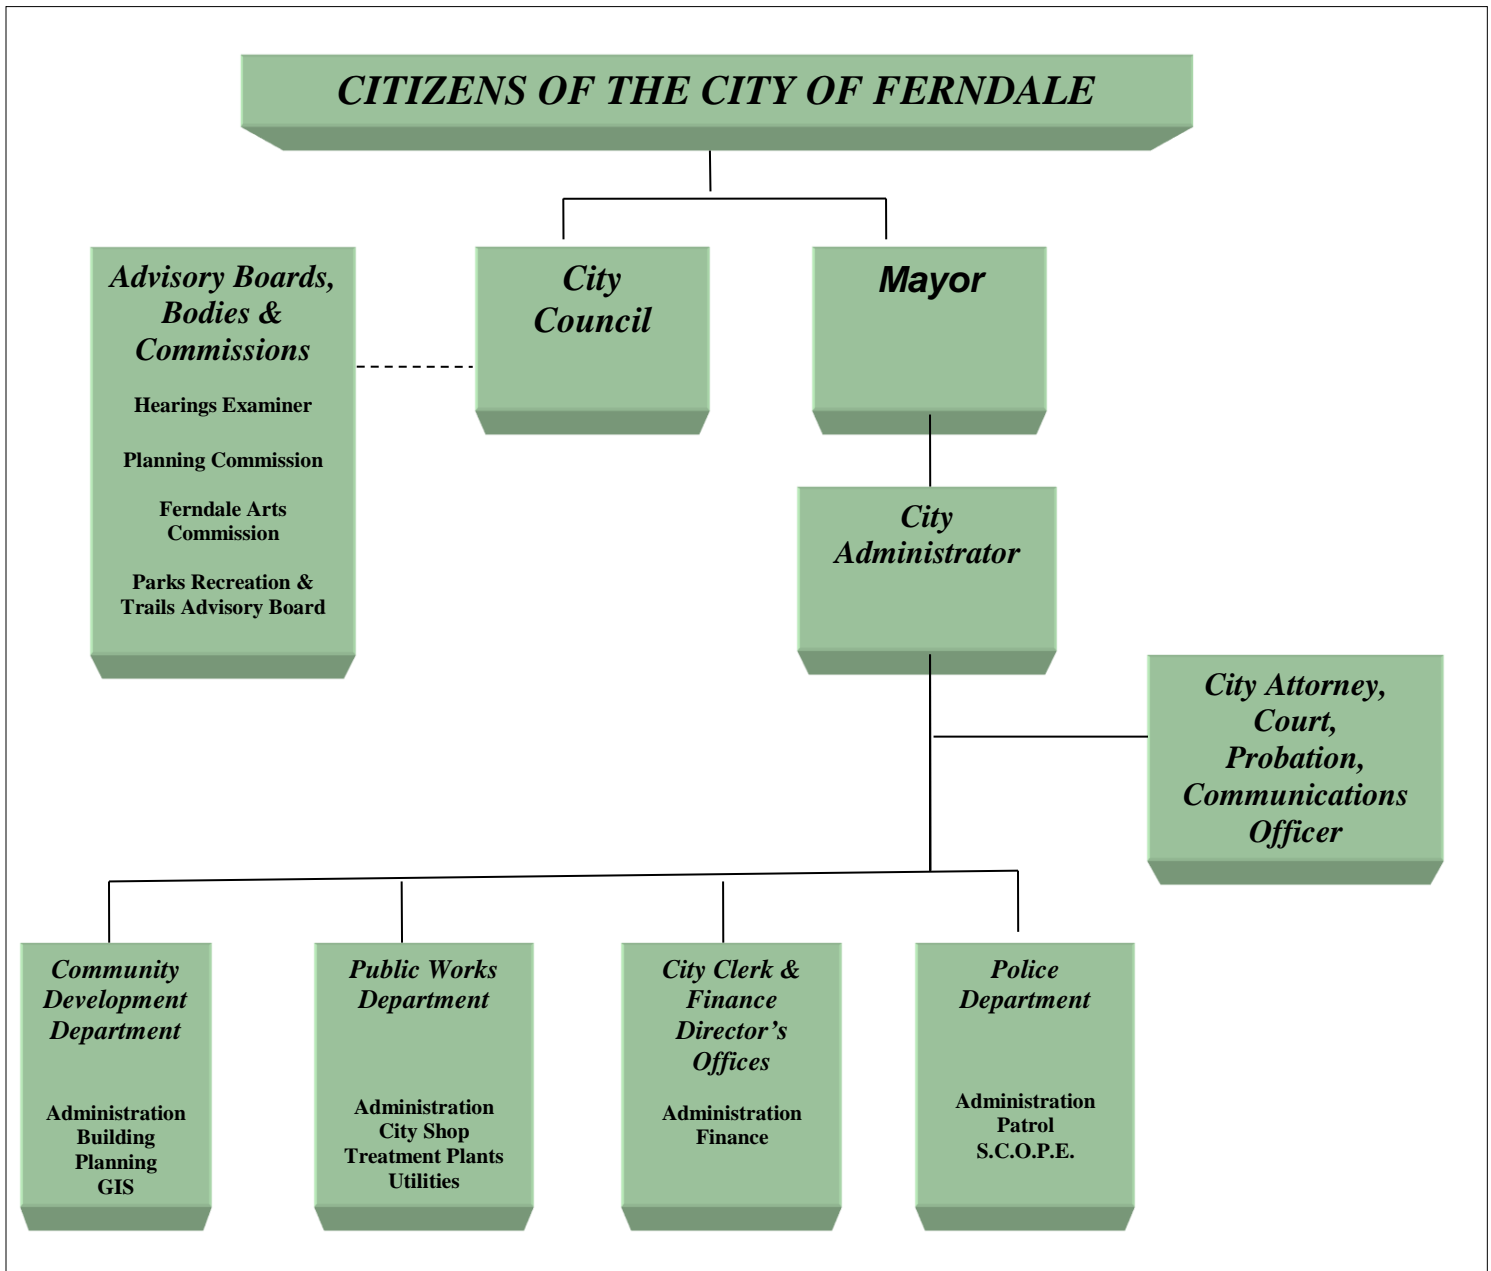 CITIZENS OF THE CITY OF FERNDALE
Advisory Boards,
Bodies &
Commissions
Hearings Examiner
Planning Commission
Ferndale Arts
Commission
Parks Recreation &
Trails Advisory Board
City
Council
Mayor
City
Administrator
City Attorney,
Court,
Probation,
Communications
Officer
Community
Development
Department
Administration
Building
Planning
GIS
Public Works
Department
Administration
City Shop
Treatment Plants
Utilities
City Clerk &
Finance
Director’s
Offices
Administration
Finance
Police
Department
Administration
Patrol
S.C.O.P.E.